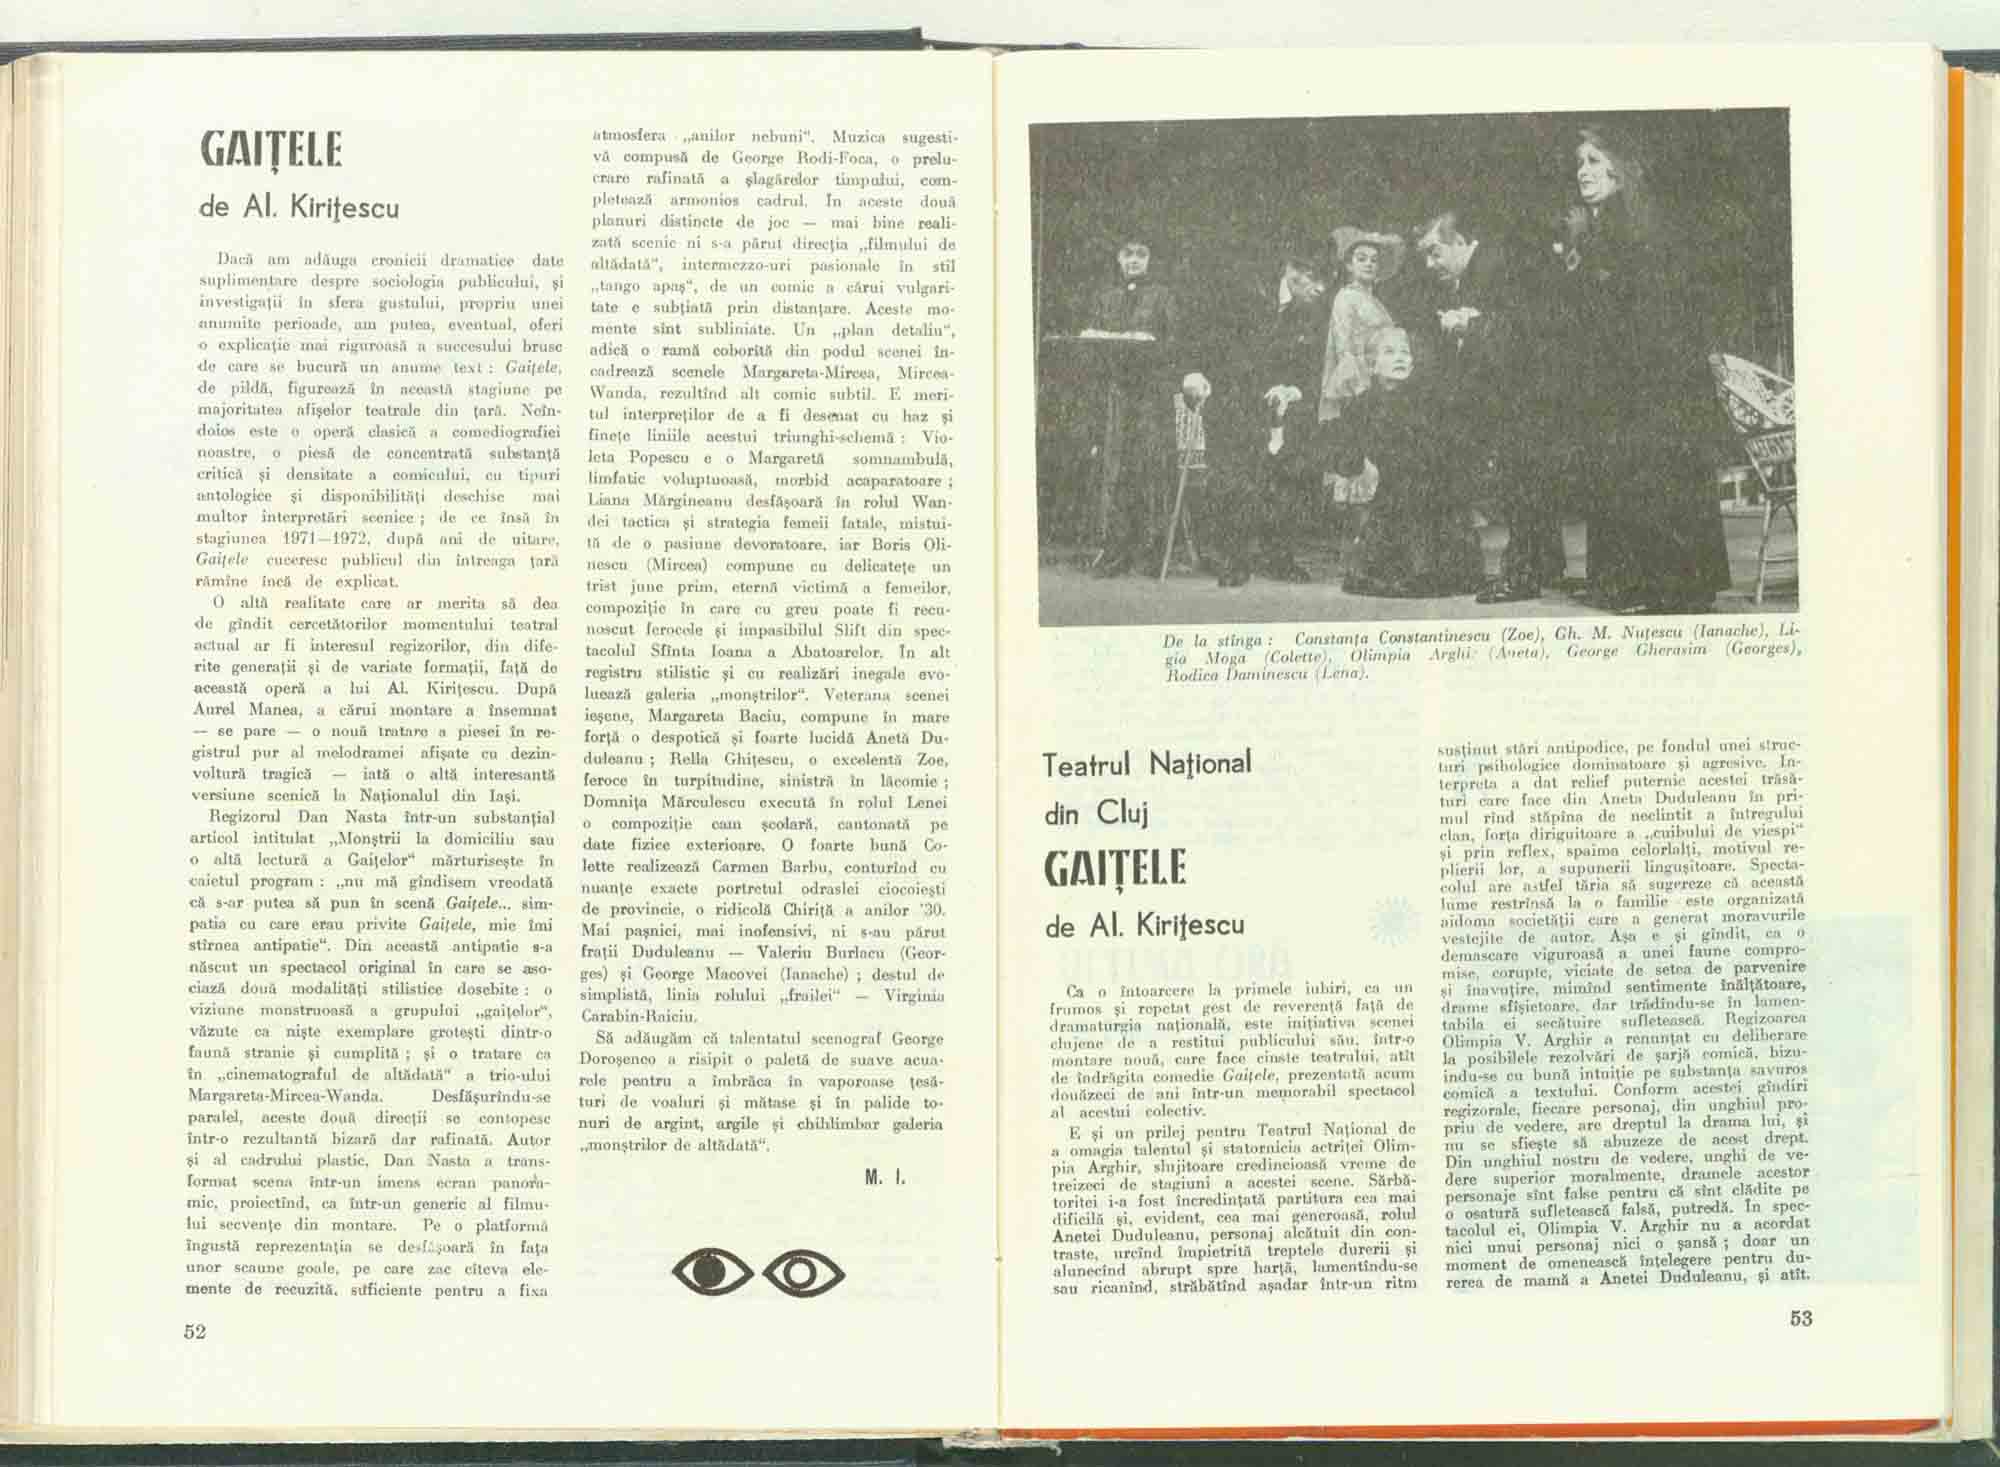 GAIȚELE
de Al. Kirițescu
Dacă am adăuga cronicii dramatice date
suplimentare despre sociologia publicului, și
investigații în sfera gustului, propriu unei
anumite perioade, am putea, eventual, oferi
o explicație mai riguroasă a succesului brusc
de care se bucură un anume text : Gaițele,
de pildă, figurează în această stagiune pe
majoritatea afișelor teatrale din țară. Neîn-
doios este o operă clasică a comediografiei
noastre, o piesă de concentrată substanță
critică și densitate a comicului, cu tipuri
antologice și disponibilități deschise mai
multor interpretări scenice ; de ce însă în
stagiunea 1971—1972, după ani de uitare,
Gaițele cuceresc publicul din întreaga țară
rămîne încă de explicat.
O altă realitate care ar merita să dea
de gîndit cercetătorilor momentului teatral
actual ar fi interesul regizorilor, din dife-
rite generații și de variate formații, față de
această operă a lui Al. Kirițescu. După
Aurel Manea, a cărui montare a însemnat
— se pare — o nouă tratare a piesei în re-
gistrul pur al melodramei afișate cu dezin-
voltură tragică — iată o altă interesantă
versiune scenică la Naționalul din Iași.
Regizorul Dan Nasta într-un substanțial
articol intitulat „Monștrii la domiciliu sau
o altă lectură a Gaițelor“ mărturisește în
caietul program : „nu mă gîndisem vreodată
că s-ar putea să pun în scenă Gaițele... sim-
patia cu care erau privite Gaițele, mie îmi
stîrnea antipatie“. Din această antipatie s-a
născut un spectacol original în care se aso-
ciază două modalități stilistice dosebite : o
viziune monstruoasă a grupului „gaițelor“,
văzute ca niște exemplare grotești dintr-o
faună stranie și cumplită ; și o tratare ca
în „cinematograful de altădată“ a trio-ului
Margareta-Mircea-Wanda. Desfășurîndu-se
paralel, aceste două direcții se contopesc
într-o rezultantă bizară dar rafinată. Autor
și al cadrului plastic, Dan Nasta a trans-
format scena într-un imens ecran panora-
mic, proiectînd, ca într-un generic al filmu-
lui secvențe din montare. Pe o platformă
îngustă reprezentația se desfășoară în fața
unor scaune goale, pe care zac cîteva ele-
mente de recuzită, sufficiente pentru a fixa
52
atmosfera „anilor nebuni“. Muzica sugesti-
vă compusă de George Rodi-Foca, o prelu-
crare rafinată a șlagărelor timpului, com-
pletează armonios cadrul. În aceste două
planuri distincte de joc — mai bine reali-
zată scenic ni s-a părut direcția „filmului de
altădată“, intermezzo-uri pasionale în stil
„tango apaș“, de un comic a cărui vulgari-
tate e subțiată prin distanțare. Aceste mo-
mente sînt subliniate. Un „plan detaliu“,
adică o ramă coborîtă din podul scenei în-
cadrează scenele Margareta-Mircea, Mircea-
Wanda, rezultînd alt comic subtil. E meri-
tul interpreților de a fi desenat cu haz și
finețe liniile acestui triunghi-schemă : Vio-
leta Popescu e o Margaretă somnambulă,
limfatic voluptuoasă, morbid acaparatoare ;
Liana Mărgineanu desfășoară în rolul Wan-
dei tactica și strategia femeii fatale, mistui-
tă de o pasiune devoratoare, iar Boris Oli-
nescu (Mircea) compune cu delicatețe un
trist june prim, eternă victimă a femeilor,
compoziție în care cu greu poate fi recu-
noscut ferocele și impasibilul Slift din spec-
tacolul Sfînta Ioana a Abatoarelor. În alt
registru stilistic și cu realizări inegale evo-
luează galeria „monștrilor“. Veterana scenei
ieșene, Margareta Baciu, compune în mare
forță o despotică și foarte lucidă Anetă Du-
duleanu ; Rella Ghițescu, o excelentă Zoe,
feroce în turpitudine, sinistră în lăcomie ;
Domnița Mărculescu execută în rolul Lenei
o compoziție cam școlară, cantonată pe
date fizice exterioare. O foarte bună Co-
lette realizează Carmen Barbu, conturînd cu
nuanțe exacte portretul odraslei ciocoiești
de provincie, o ridicolă Chiriță a anilor '30.
Mai pașnici, mai inofensivi, ni s-au părut
frații Duduleanu — Valeriu Burlacu (Geor-
ges) și George Macovei (Ianache) ; destul de
simplistă, linia rolului „frailei“ — Virginia
Carabin-Raiciu.
Să adăugăm că talentatul scenograf George
Doroșenco a risipit o paletă de suave acua-
rele pentru a îmbrăca în vaporoase țesă-
turi de voaluri și mătase și în palide to-
nuri de argint, argile și chihlimbar galeria
„monștrilor de altădată“.
M. I.
De la stînga : Constanța Constantinescu (Zoe), Gh. M. Nuțescu (Ianache), Li-
gia Moga (Colette), Olimpia Arghir (Aneta), George Gherasim (Georges),
Rodica Daminescu (Lena).
Teatrul Național
din Cluj
GAIȚELE
de Al. Kirițescu
Ca o întoarcere la primele iubiri, ca un
frumos și repetat gest de reverență față de
dramaturgia națională, este inițiativa scenei
clujene de a restitui publicului său, într-o
montare nouă, care face cinste teatrului, atît
de îndrăgita comedie Gaițele, prezentată acum
douăzeci de ani într-un memorabil spectacol
al acestui colectiv.
E și un prilej pentru Teatrul Național de
a omagia talentul și statornicia actriței Olim-
pia Arghir, slujitoare credincioasă vreme de
treizeci de stagiuni a acestei scene. Sărbă-
toritei i-a fost încredințată partitura cea mai
dificilă și, evident, cea mai generoasă, rolul
Anetei Duduleanu, personaj alcătuit din con-
traste, urcînd împietrită treptele durerii și
alunecînd abrupt spre harță, lamentîndu-se
sau ricanînd, străbătînd așadar într-un ritm
susținut stări antipodice, pe fondul unei struc-
turi psihologice dominatoare și agresive. In-
terpreta a dat relief puternic acestei trăsă-
turi care face din Aneta Duduleanu în pri-
mul rînd stăpîna de neclintit a întregului
clan, forța diriguitoare a „cuibului de viespi“
și prin reflex, spaima celorlalți, motivul re-
plierii lor, a supunerii lingușitoare. Specta-
colul are astfel tăria să sugereze că această
lume restrînsă la o familie este organizată
aidoma societății care a generat moravurile
veștejite de autor. Așa e și gîndit, ca o
demascare viguroasă a unei faune compro-
mise, corupte, viciate de setea de parvenire
și înavuțire, mimînd sentimente înălțătoare,
drame sfîșietoare, dar trădîndu-se în lamen-
tabila ei secătuire sufletească. Regizoarea
Olimpia V. Arghir a renunțat cu deliberare
la posibilele rezolvări de șarjă comică, bizu-
indu-se cu bună intuiție pe substanța savuros
comică a textului. Conform acestei gîndiri
regizorale, fiecare personaj, din unghiul pro-
priu de vedere, are dreptul la drama lui, și
nu se sfiește să abuzeze de acest drept.
Din unghiul nostru de vedere, unghi de ve-
dere superior moralmente, dramele acestor
personaje sînt false pentru că sînt clădite pe
o osatură sufletească falsă, putredă. În spec-
tacolul ei, Olimpia V. Arghir nu a acordat
nici unui personaj nici o șansă ; doar un
moment de omenească înțelegere pentru du-
rerea de mamă a Anetei Duduleanu, și atît.
53